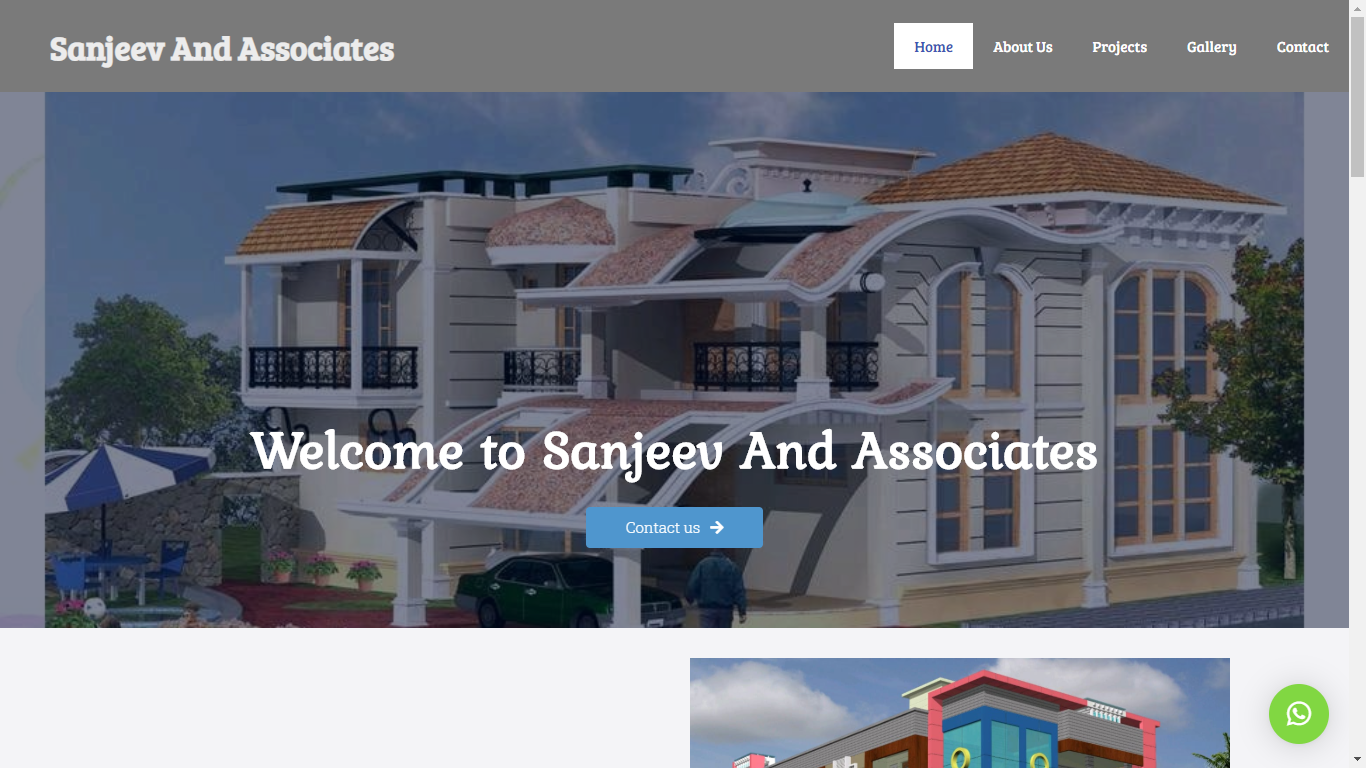 Sanjeev And Associates
Home About Us Projects Gallery Contact
Welcome to Sanjeev And Associates
Contact us